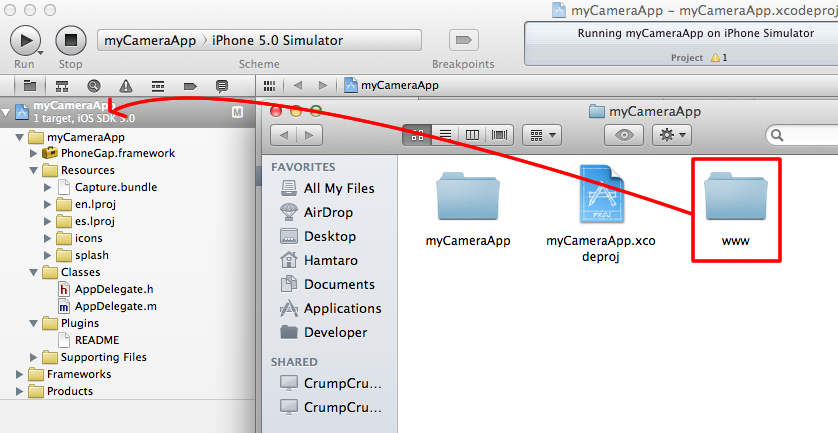 myCameraApp – myCameraApp.xcodeproj
myCameraApp iPhone 5.0 Simulator
Running myCameraApp on iPhone Simulator
Run
Stop
Scheme
Breakpoints
Project 1
myCameraApp
myCameraApp
1 target, iOS SDK 5.0
M
myCameraApp
PhoneGap.framework
Resources
Capture.bundle
en.lproj
es.lproj
icons
splash
Classes
h AppDelegate.h
m AppDelegate.m
Plugins
README
Supporting Files
Frameworks
Products
myCameraApp
FAVORITES
All My Files
AirDrop
Desktop
Hamtaro
Documents
Applications
Developer
SHARED
CrumpCru...
CrumpCru...
myCameraApp
PROJ
myCameraApp.xco
deproj
www